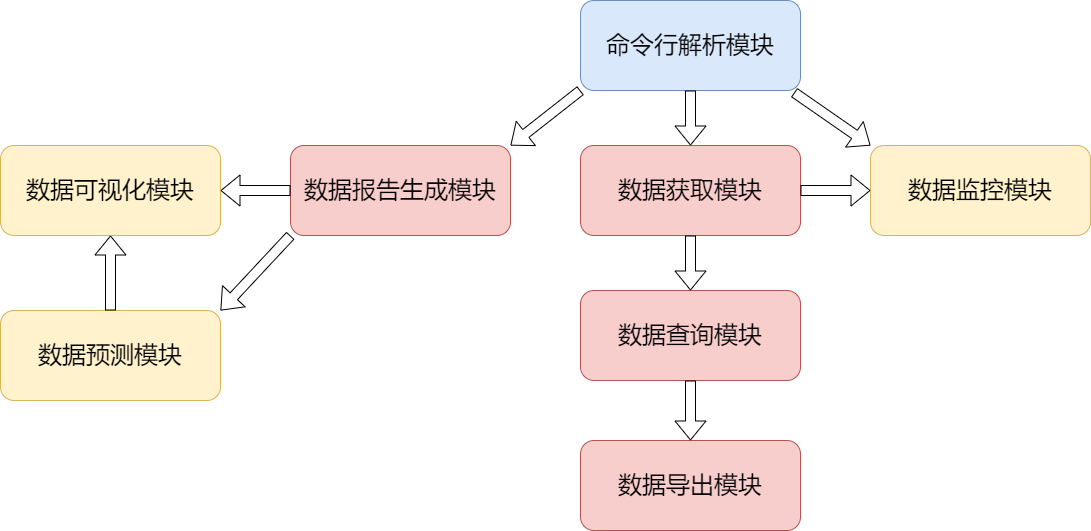 命令行解析模块
数据可视化模块
数据报告生成模块
数据获取模块
数据监控模块
数据预测模块
数据查询模块
数据导出模块